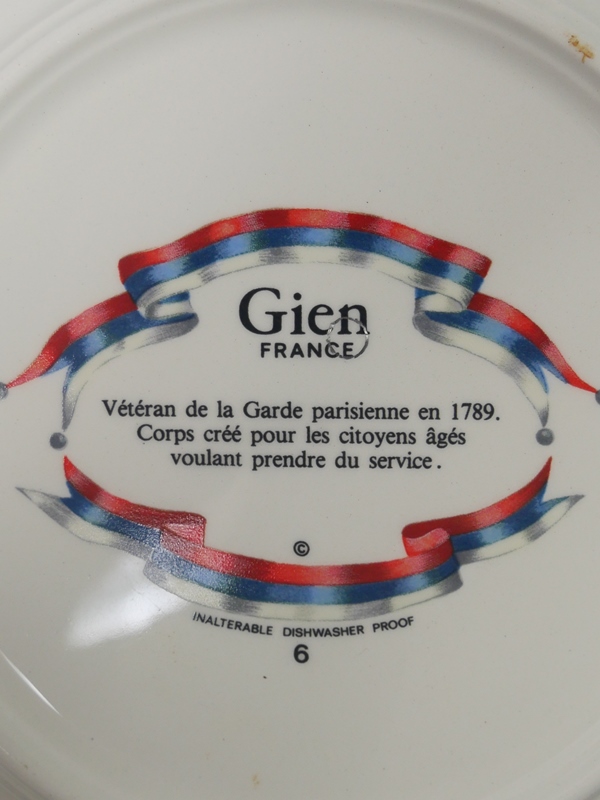 Gien
FRANCE
Vétéran de la Garde parisienne en 1789.
Corps créé pour les citoyens âgés
voulant prendre du service.
©
INALTERABLE DISHWASHER PROOF
6